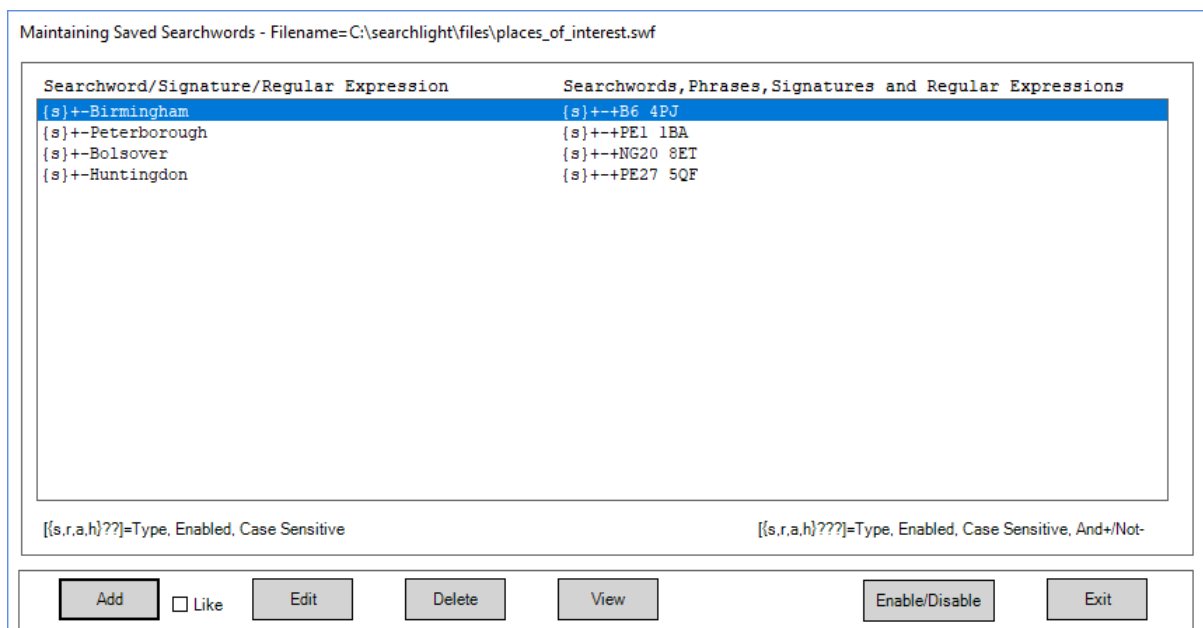 Maintaining Saved Searchwords - Filename=C:\searchlight\files\places_of_interest.swf
Searchword/Signature/Regular Expression Searchwords,Phrases,Signatures and Regular Expressions
{s}+-Birmingham {s}+-+B6 4PJ
{s}+-Peterborough {s}+-+PE1 1BA
{s}+-Bolsover {s}+-+NG20 8ET
{s}+-Huntingdon {s}+-+PE27 5QF
[{s,r,a,h}??]=Type, Enabled, Case Sensitive [{s,r,a,h}???]=Type, Enabled, Case Sensitive, And+/Not-
Add Like Edit Delete View Enable/Disable Exit